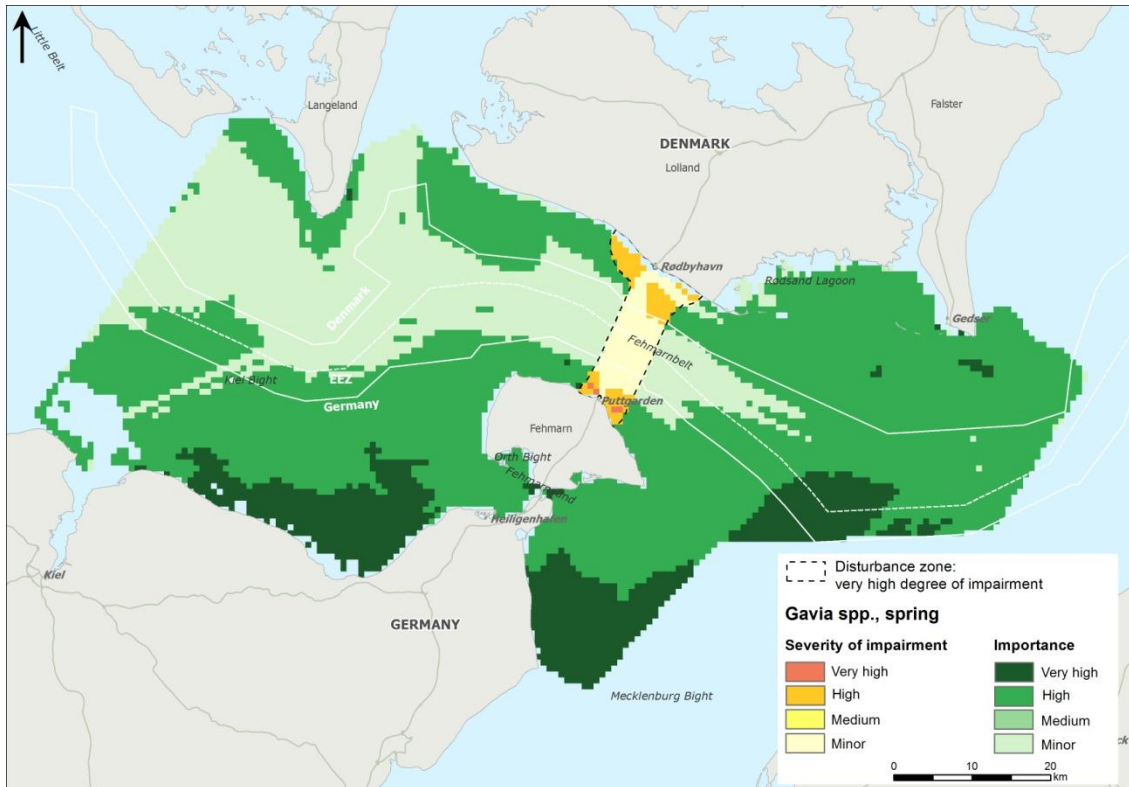 Little Belt
Langeland
Falster
DENMARK
Lolland
Rødbyhavn
Rødsand Lagoon
Gedser
Denmark
Fehmarnbelt
EEZ
Kiel Bight
Germany
Puttgarden
Fehmarn
Orth Bight
Fehmarnsund
Heiligenhafen
Kiel
GERMANY
Mecklenburg Bight
Disturbance zone:
very high degree of impairment
Gavia spp., spring
Severity of impairment
Very high
High
Medium
Minor
Importance
Very high
High
Medium
Minor
0 10 20
km
ck